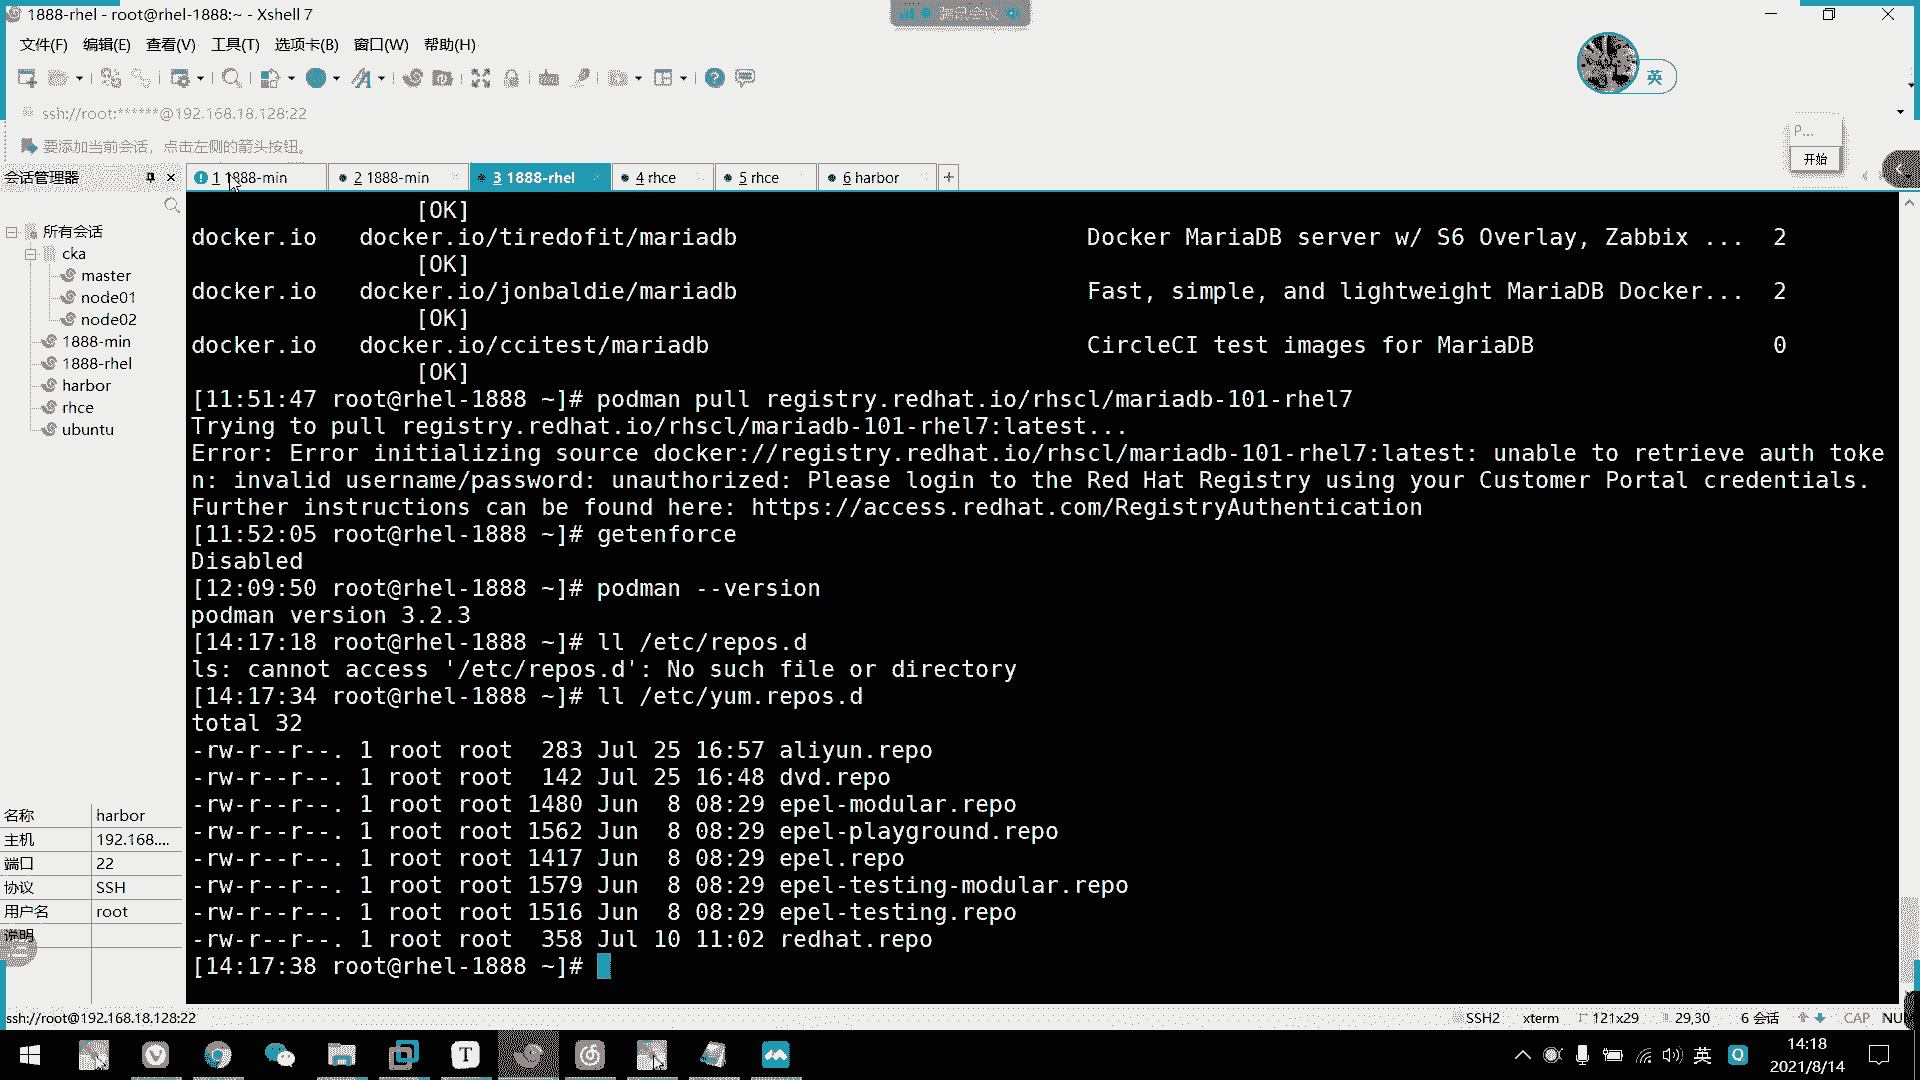 1888-rhel - root@rhel-1888:~ - Xshell 7
文件(F) 编辑(E) 查看(V) 工具(T) 选项卡(B) 窗口(W) 帮助(H)
英
ssh://root:******@192.168.18.128:22
要添加当前会话，点击左侧的箭头按钮。
P...
开始
会话管理器
1 1888-min
2 1888-min
3 1888-rhel
4 rhce
5 rhce
6 harbor
+
所有会话
cka
master
node01
node02
1888-min
1888-rhel
harbor
rhce
ubuntu
名称 harbor
主机 192.168....
端口 22
协议 SSH
用户名 root
说明
[OK]
docker.io docker.io/tiredofit/mariadb Docker MariaDB server w/ S6 Overlay, Zabbix ... 2
[OK]
docker.io docker.io/jonbaldie/mariadb Fast, simple, and lightweight MariaDB Docker... 2
[OK]
docker.io docker.io/ccitest/mariadb CircleCI test images for MariaDB 0
[OK]
[11:51:47 root@rhel-1888 ~]# podman pull registry.redhat.io/rhscl/mariadb-101-rhel7
Trying to pull registry.redhat.io/rhscl/mariadb-101-rhel7:latest...
Error: Error initializing source docker://registry.redhat.io/rhscl/mariadb-101-rhel7:latest: unable to retrieve auth toke
n: invalid username/password: unauthorized: Please login to the Red Hat Registry using your Customer Portal credentials.
Further instructions can be found here: https://access.redhat.com/RegistryAuthentication
[11:52:05 root@rhel-1888 ~]# getenforce
Disabled
[12:09:50 root@rhel-1888 ~]# podman --version
podman version 3.2.3
[14:17:18 root@rhel-1888 ~]# ll /etc/repos.d
ls: cannot access '/etc/repos.d': No such file or directory
[14:17:34 root@rhel-1888 ~]# ll /etc/yum.repos.d
total 32
-rw-r--r--. 1 root root 283 Jul 25 16:57 aliyun.repo
-rw-r--r--. 1 root root 142 Jul 25 16:48 dvd.repo
-rw-r--r--. 1 root root 1480 Jun 8 08:29 epel-modular.repo
-rw-r--r--. 1 root root 1562 Jun 8 08:29 epel-playground.repo
-rw-r--r--. 1 root root 1417 Jun 8 08:29 epel.repo
-rw-r--r--. 1 root root 1579 Jun 8 08:29 epel-testing-modular.repo
-rw-r--r--. 1 root root 1516 Jun 8 08:29 epel-testing.repo
-rw-r--r--. 1 root root 358 Jul 10 11:02 redhat.repo
[14:17:38 root@rhel-1888 ~]#
ssh://root@192.168.18.128:22 SSH2 xterm 121x29 29,30 6 会话 CAP NUM
英
14:18
2021/8/14